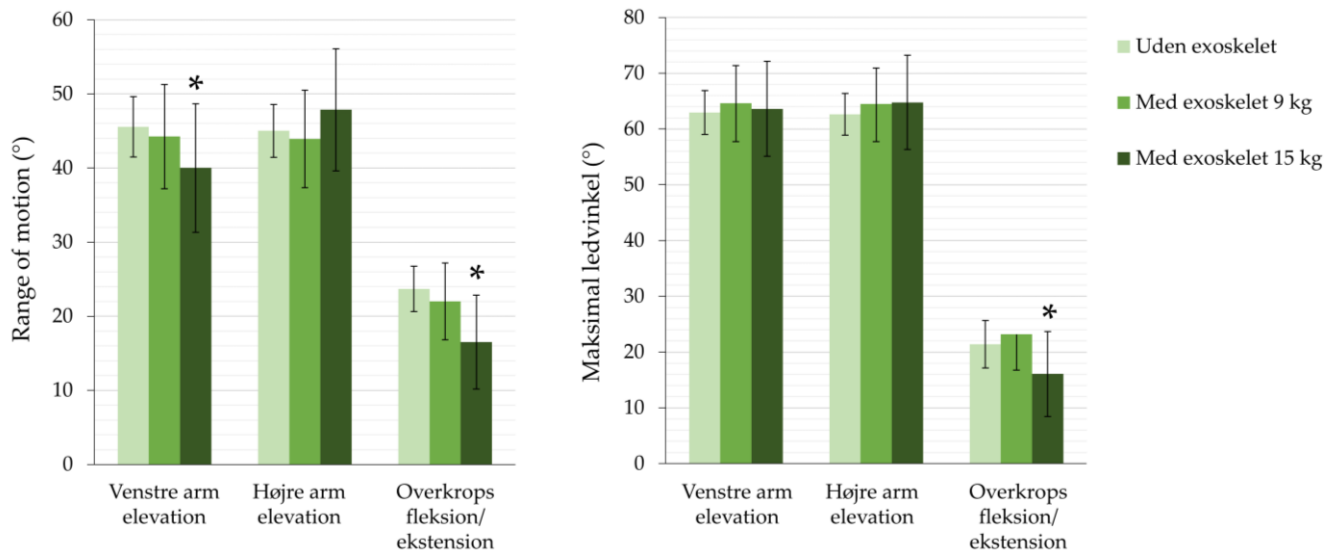 Range of motion (°)
60
50
40
30
20
10
0
*
*
Venstre arm
elevation
Højre arm
elevation
Overkrops
fleksion/
ekstension
Maksimal ledvinkel (°)
80
70
60
50
40
30
20
10
0
*
Venstre arm
elevation
Højre arm
elevation
Overkrops
fleksion/
ekstension
Uden exoskelet
Med exoskelet 9 kg
Med exoskelet 15 kg